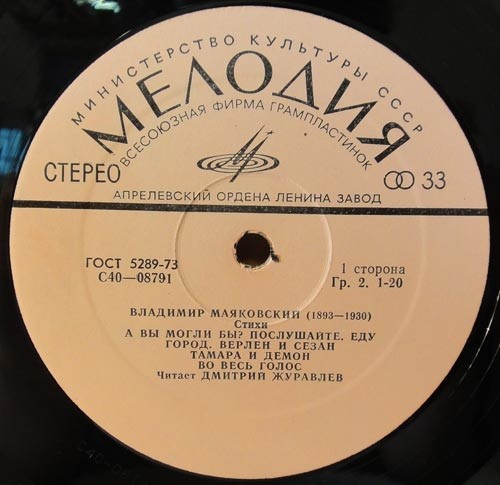 МИНИСТЕРСТВО КУЛЬТУРЫ СССР
МЕЛОДИЯ
ВСЕСОЮЗНАЯ ФИРМА ГРАМПЛАСТИНОК
СТЕРЕО
33
АПРЕЛЕВСКИЙ ОРДЕНА ЛЕНИНА ЗАВОД
ГОСТ 5289-73
С40—08791
1 сторона
Гр. 2. 1-20
ВЛАДИМИР МАЯКОВСКИЙ (1893—1930)
Стихи
А ВЫ МОГЛИ БЫ? ПОСЛУШАЙТЕ. ЕДУ
ГОРОД. ВЕРЛЕН И СЕЗАН
ТАМАРА И ДЕМОН
ВО ВЕСЬ ГОЛОС
Читает ДМИТРИЙ ЖУРАВЛЕВ